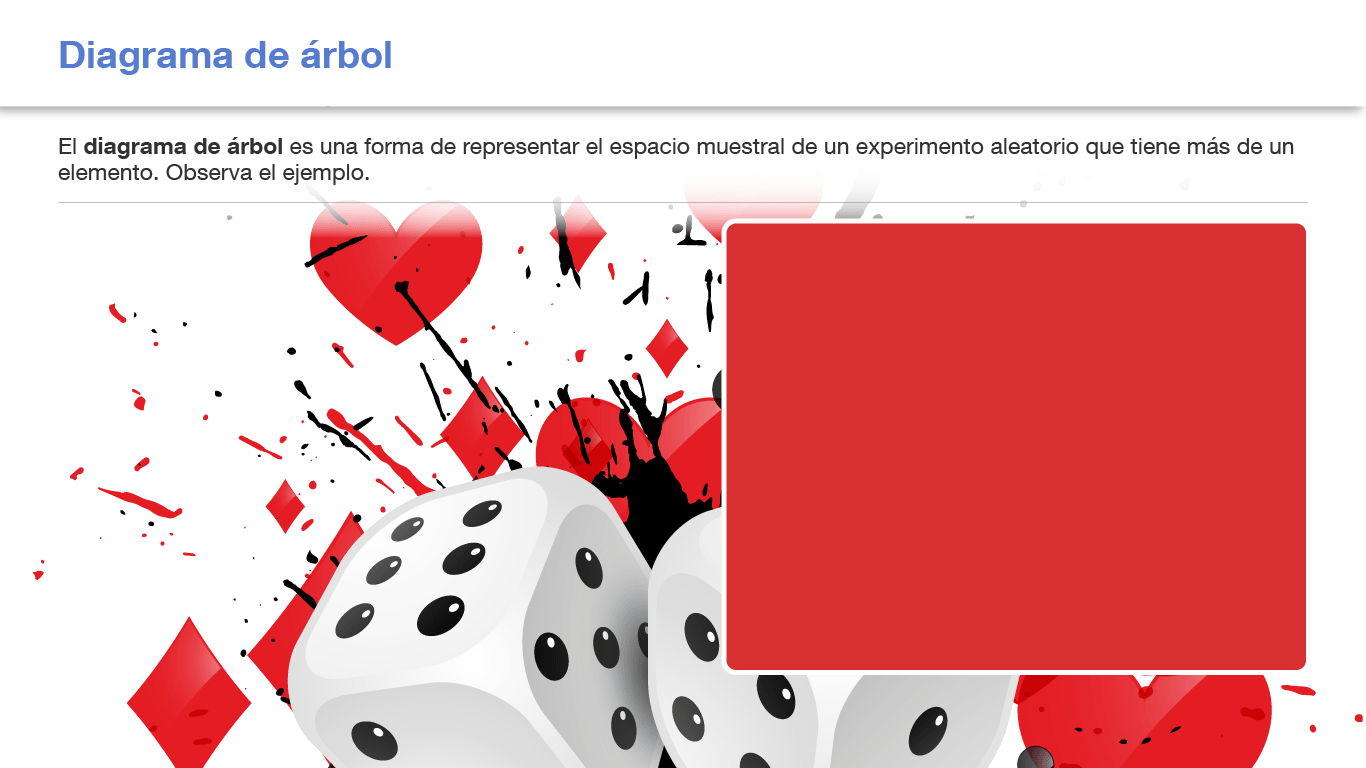 Diagrama de árbol
El diagrama de árbol es una forma de representar el espacio muestral de un experimento aleatorio que tiene más de un
elemento. Observa el ejemplo.